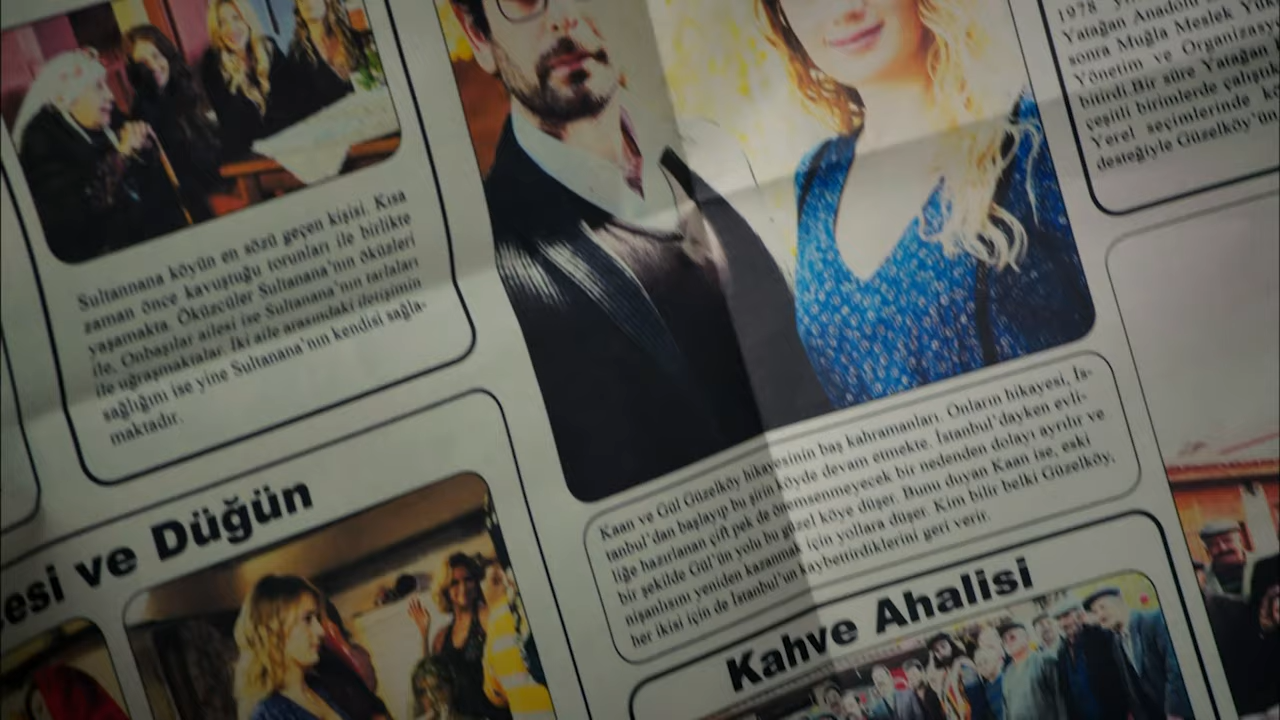 Sultannana köyün en sözü geçen kişisi. Kısa
zaman önce kavuştuğu torunları ile birlikte
yaşamakta. Öküzcüler Sultanana'nın öküzleri
ile, Onbaşılar ailesi ise Sultanana'nın tarlaları
ile uğraşmaktalar. İki aile arasındaki iletişimin
sağlığını ise yine Sultanana'nın kendisi sağla-
maktadır.
esi ve Düğün
Kaan ve Gül Güzelköy hikayesinin baş kahramanları. Onların hikayesi, İs-
tanbul'dan başlayıp bu şirin köyde devam etmekte. İstanbul'dayken evli-
liğe hazırlanan çift pek de önemsenmeyecek bir nedenden dolayı ayrılır ve
bir şekilde Gül'ün yolu bu güzel köye düşer. Bunu duyan Kaan ise, eski
nişanlısını yeniden kazanmak için yollara düşer. Kim bilir belki Güzelköy,
her ikisi için de İstanbul'un kaybettirdiklerini geri verir.
Kahve Ahalisi
1978
Yatağan Anadolu
sonra Muğla Meslek Yük
Yönetim ve Organizasy
bitirdi.Bir süre Yatağan
çeşitli birimlerde çalıştık
Yerel seçimlerinde
desteğiyle Güzelköy'ün